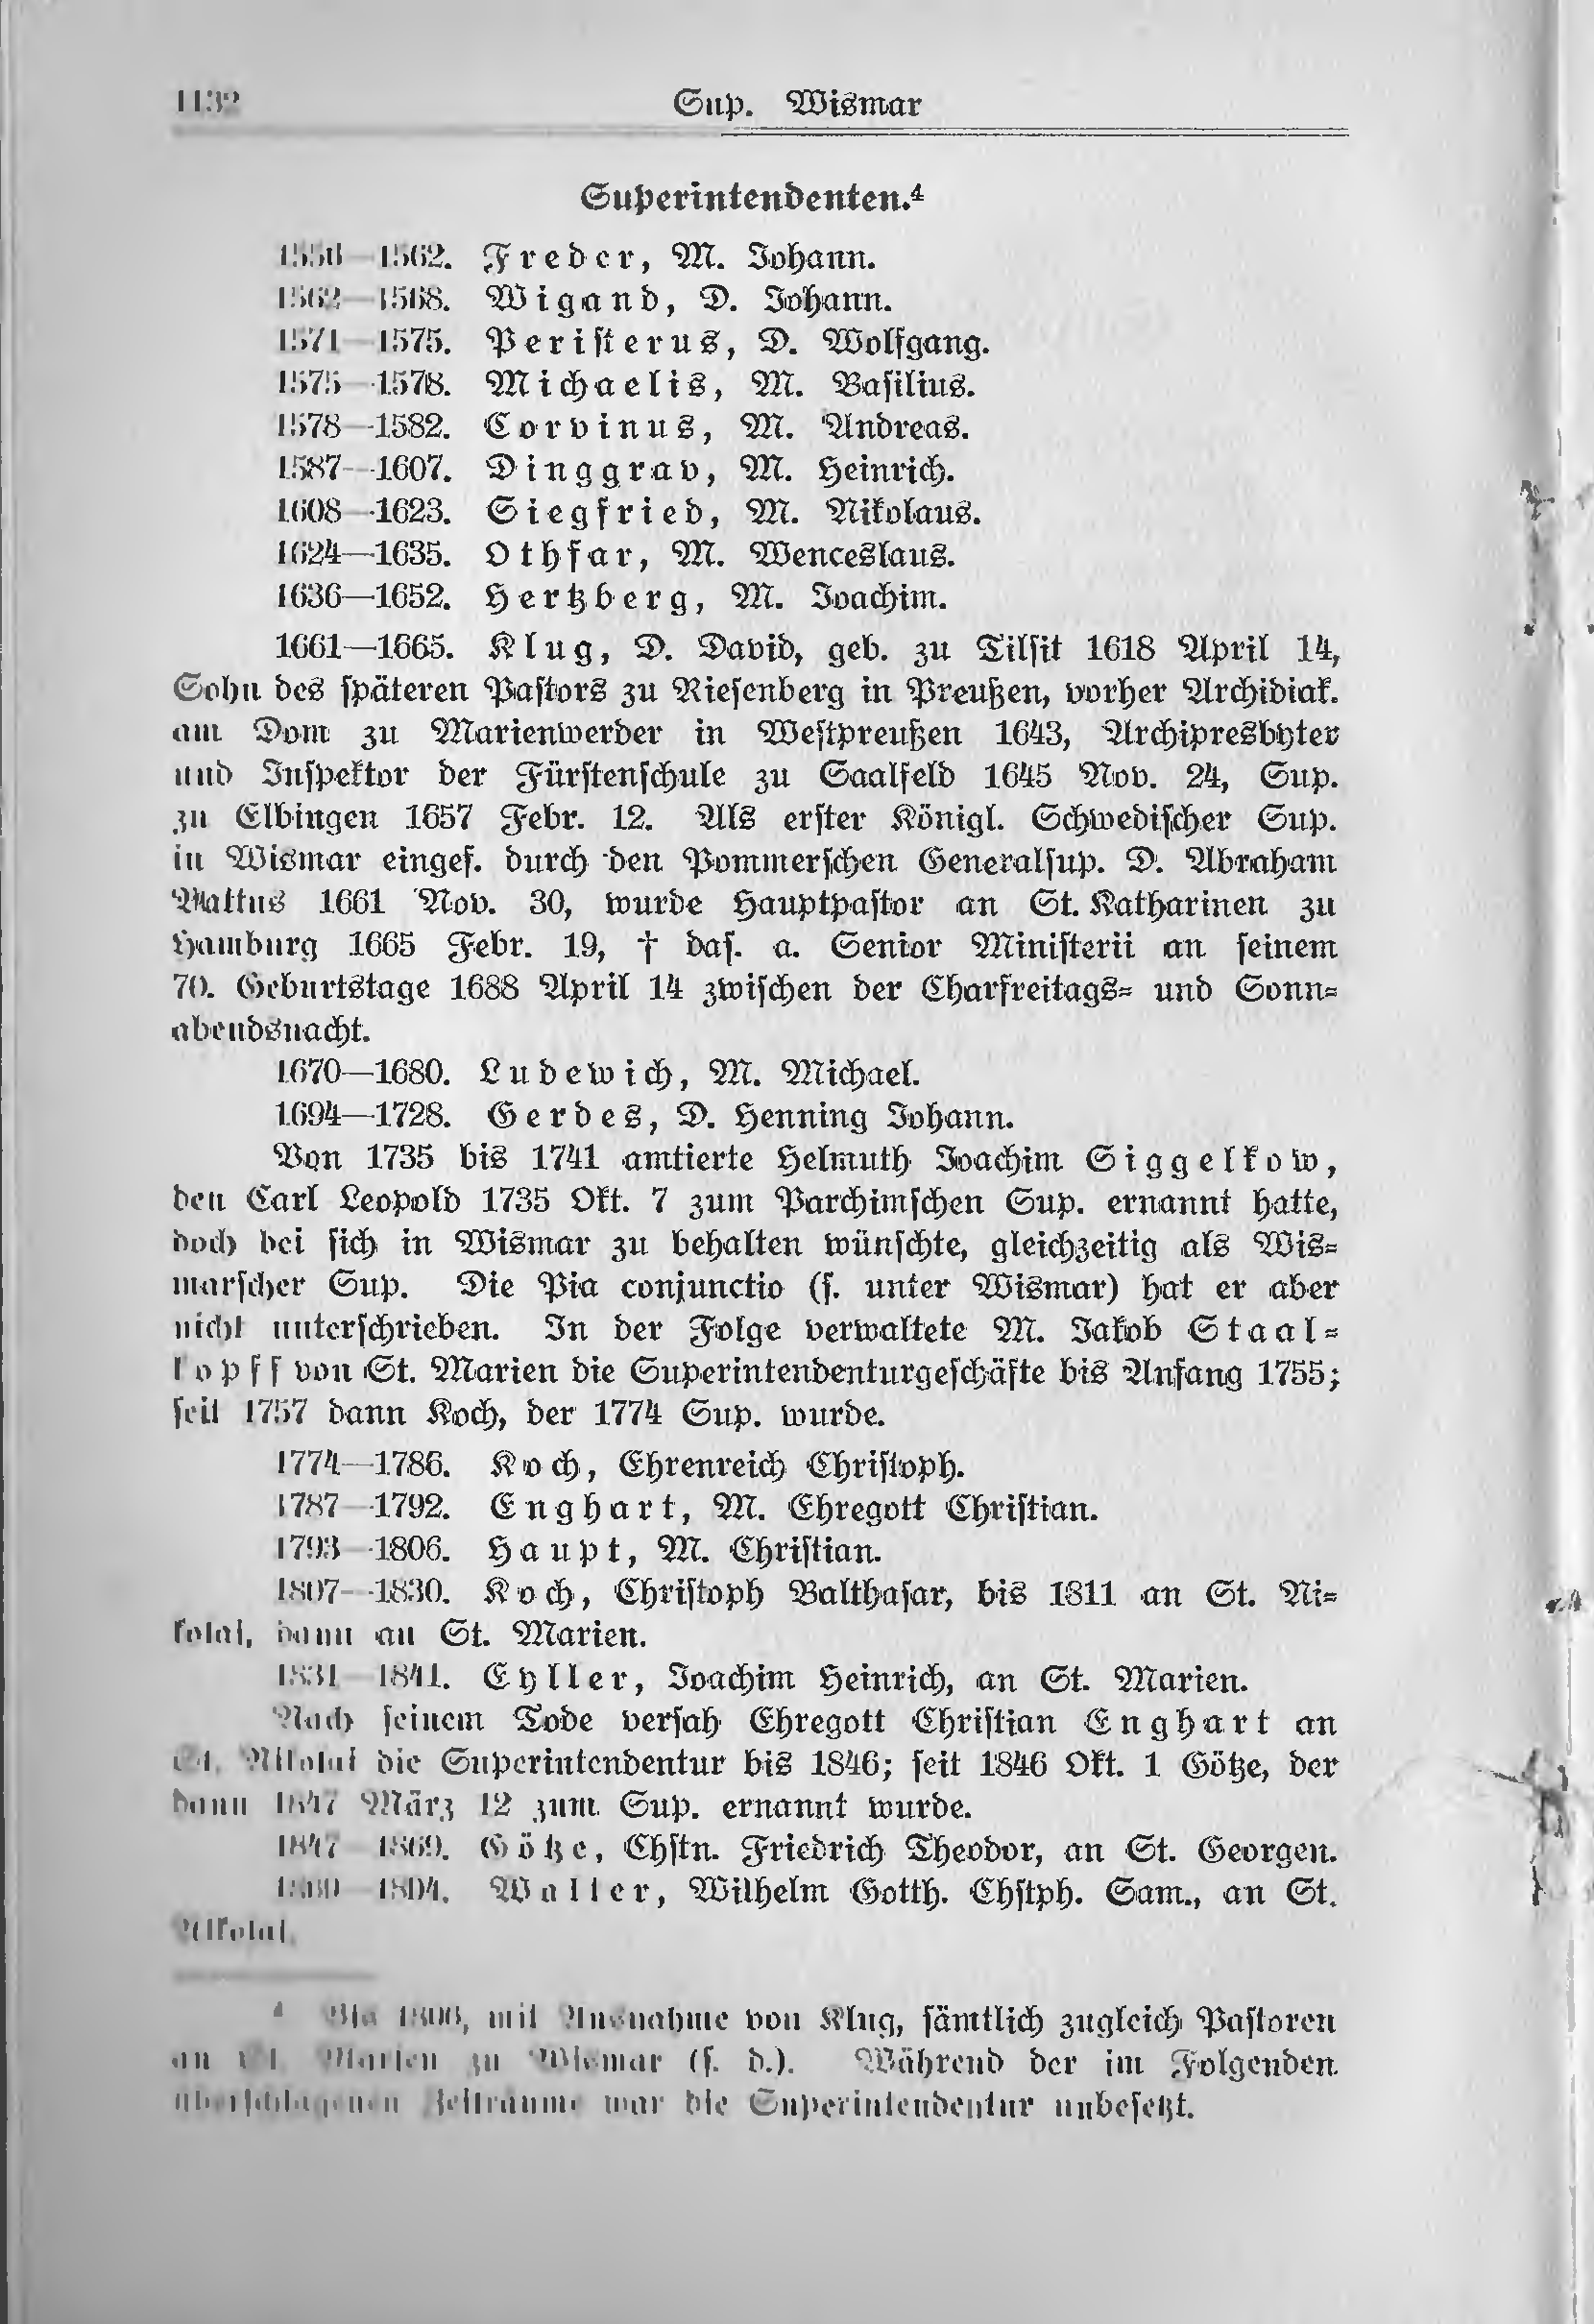 1132 Sup. Wismar
Superintendenten.⁴
1562. Freder, M. Johann.
1562—1568. Wigand, D. Johann.
1571—1575. Periſterus, D. Wolfgang.
1575—1578. Michaelis, M. Baſilius.
1578—1582. Corvinus, M. Andreas.
1587—1607. Dinggrav, M. Heinrich.
1608—1623. Siegfried, M. Nikolaus.
1624—1635. Othfar, M. Wenceslaus.
1636—1652. Hertzberg, M. Joachim.
1661—1665. Klug, D. David, geb. zu Tilſit 1618 April 14,
Sohn des ſpäteren Paſtors zu Rieſenberg in Preußen, vorher Archidiak.
am Dom zu Marienwerder in Weſtpreußen 1643, Archipresbyter
und Inſpektor der Fürſtenſchule zu Saalfeld 1645 Nov. 24, Sup.
zu Elbingen 1657 Febr. 12. Als erſter Königl. Schwediſcher Sup.
in Wismar eingef. durch den Pommerſchen Generalſup. D. Abraham
Battus 1661 Nov. 30, wurde Hauptpaſtor an St. Katharinen zu
Hamburg 1665 Febr. 19, † daſ. a. Senior Miniſterii an ſeinem
70. Geburtstage 1688 April 14 zwiſchen der Charfreitags- und Sonn-
abendsnacht.
1670—1680. Ludewich, M. Michael.
1694—1728. Gerdes, D. Henning Johann.
Von 1735 bis 1741 amtierte Helmuth Joachim Siggelkow,
den Carl Leopold 1735 Okt. 7 zum Parchimſchen Sup. ernannt hatte,
doch bei ſich in Wismar zu behalten wünſchte, gleichzeitig als Wis-
marſcher Sup. Die Pia conjunctio (ſ. unter Wismar) hat er aber
nicht unterſchrieben. In der Folge verwaltete M. Jakob Staal-
kopff von St. Marien die Superintendenturgeſchäfte bis Anfang 1755;
ſeit 1757 dann Koch, der 1774 Sup. wurde.
1774—1786. Koch, Ehrenreich Chriſtoph.
1787—1792. Enghart, M. Ehregott Chriſtian.
1793—1806. Haupt, M. Chriſtian.
1807—1830. Koch, Chriſtoph Balthaſar, bis 1811 an St. Ni-
kolai, dann an St. Marien.
1831—1841. Eyller, Joachim Heinrich, an St. Marien.
Nach ſeinem Tode verſah Ehregott Chriſtian Enghart an
St. Nikolai die Superintendentur bis 1846; ſeit 1846 Okt. 1 Götze, der
dann 1847 März 12 zum Sup. ernannt wurde.
1847—1869. Götze, Chſtn. Friedrich Theodor, an St. Georgen.
Walter, Wilhelm Gotth. Chſtph. Sam., an St.
Nikolai.
⁴ Bis 1806, mit Ausnahme von Klug, ſämtlich zugleich Paſtoren
an St. Marien zu Wismar (ſ. d.). Während der im Folgenden
überſchlagenen Zeiträume war die Superintendentur unbeſetzt.